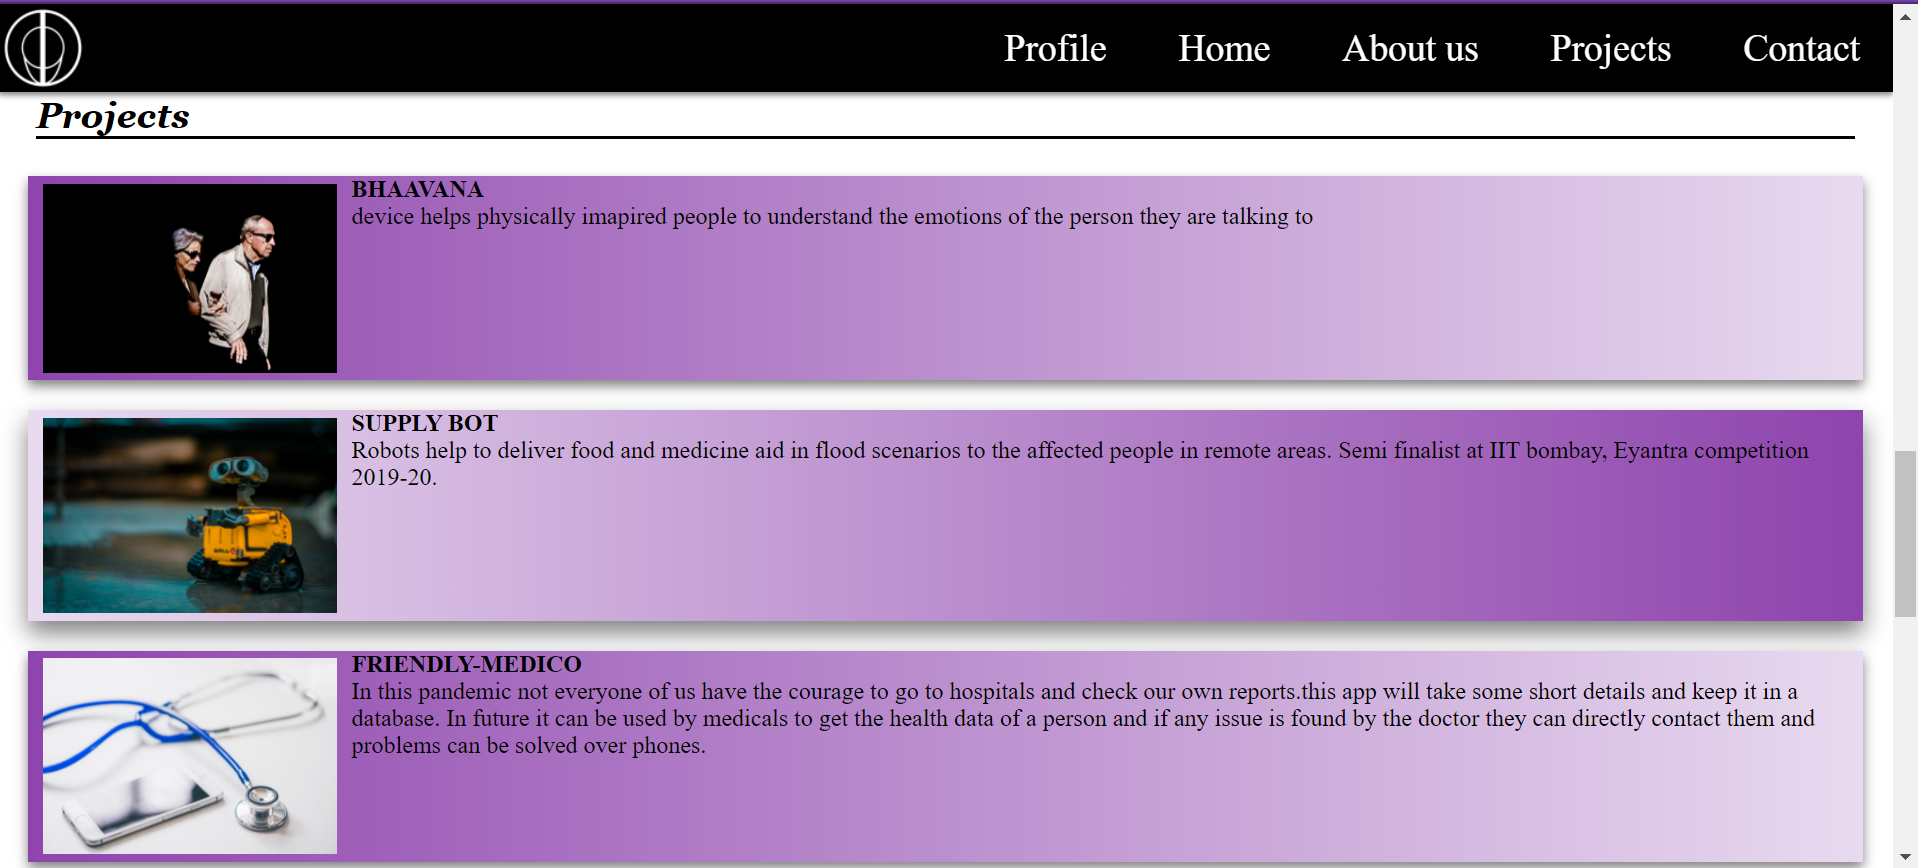 Profile Home About us Projects Contact
Projects
BHAAVANA
device helps physically imapired people to understand the emotions of the person they are talking to
SUPPLY BOT
Robots help to deliver food and medicine aid in flood scenarios to the affected people in remote areas. Semi finalist at IIT bombay, Eyantra competition
2019-20.
FRIENDLY-MEDICO
In this pandemic not everyone of us have the courage to go to hospitals and check our own reports.this app will take some short details and keep it in a
database. In future it can be used by medicals to get the health data of a person and if any issue is found by the doctor they can directly contact them and
problems can be solved over phones.